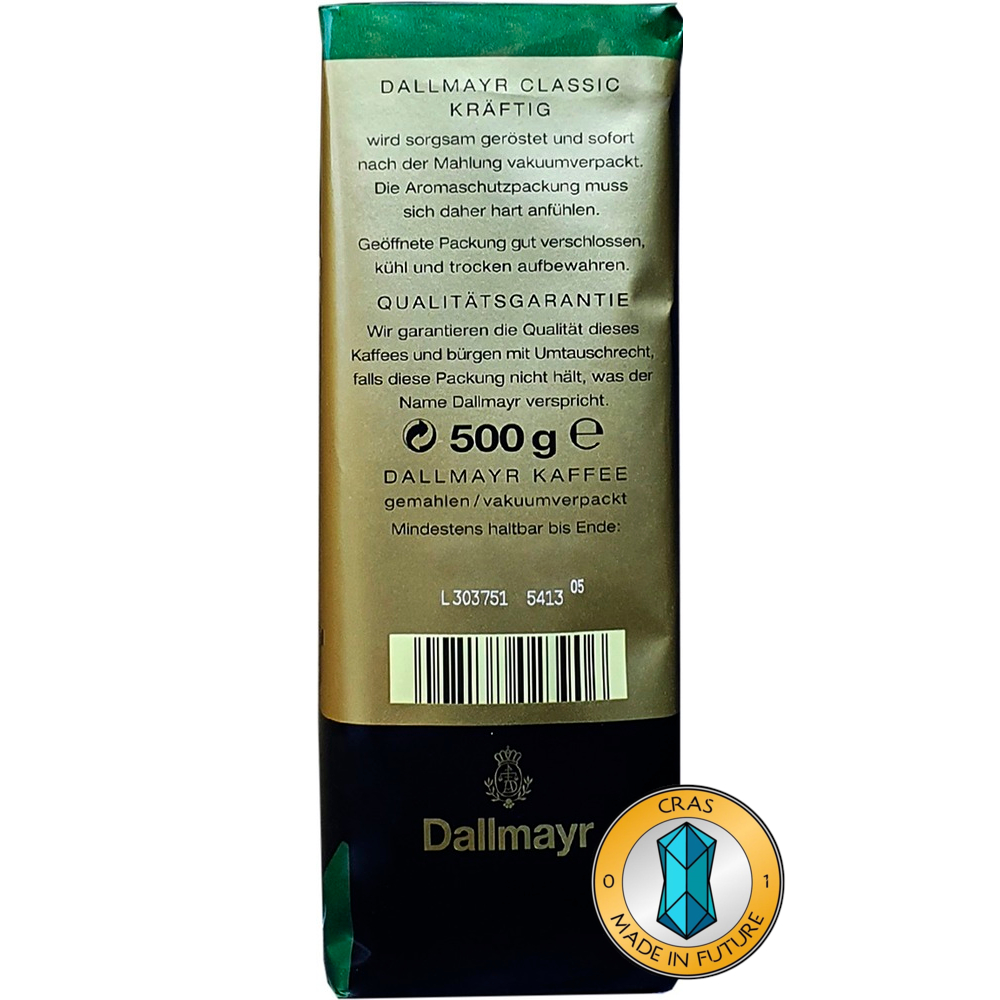 DALLMAYR CLASSIC
KRÄFTIG
wird sorgsam geröstet und sofort
nach der Mahlung vakuumverpackt.
Die Aromaschutzpackung muss
sich daher hart anfühlen.
Geöffnete Packung gut verschlossen,
kühl und trocken aufbewahren.
QUALITÄTSGARANTIE
Wir garantieren die Qualität dieses
Kaffees und bürgen mit Umtauschrecht,
falls diese Packung nicht hält, was der
Name Dallmayr verspricht.
500 g ℮
DALLMAYR KAFFEE
gemahlen/vakuumverpackt
Mindestens haltbar bis Ende:
L303751 5413 05
Dallmayr
CRAS
0 1
MADE IN FUTURE